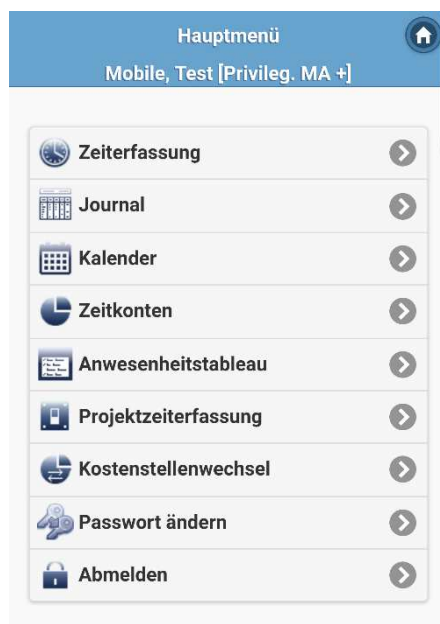 Hauptmenü
Mobile, Test [Privileg. MA +]
Zeiterfassung
Journal
Kalender
Zeitkonten
Anwesenheitstableau
Projektzeiterfassung
Kostenstellenwechsel
Passwort ändern
Abmelden